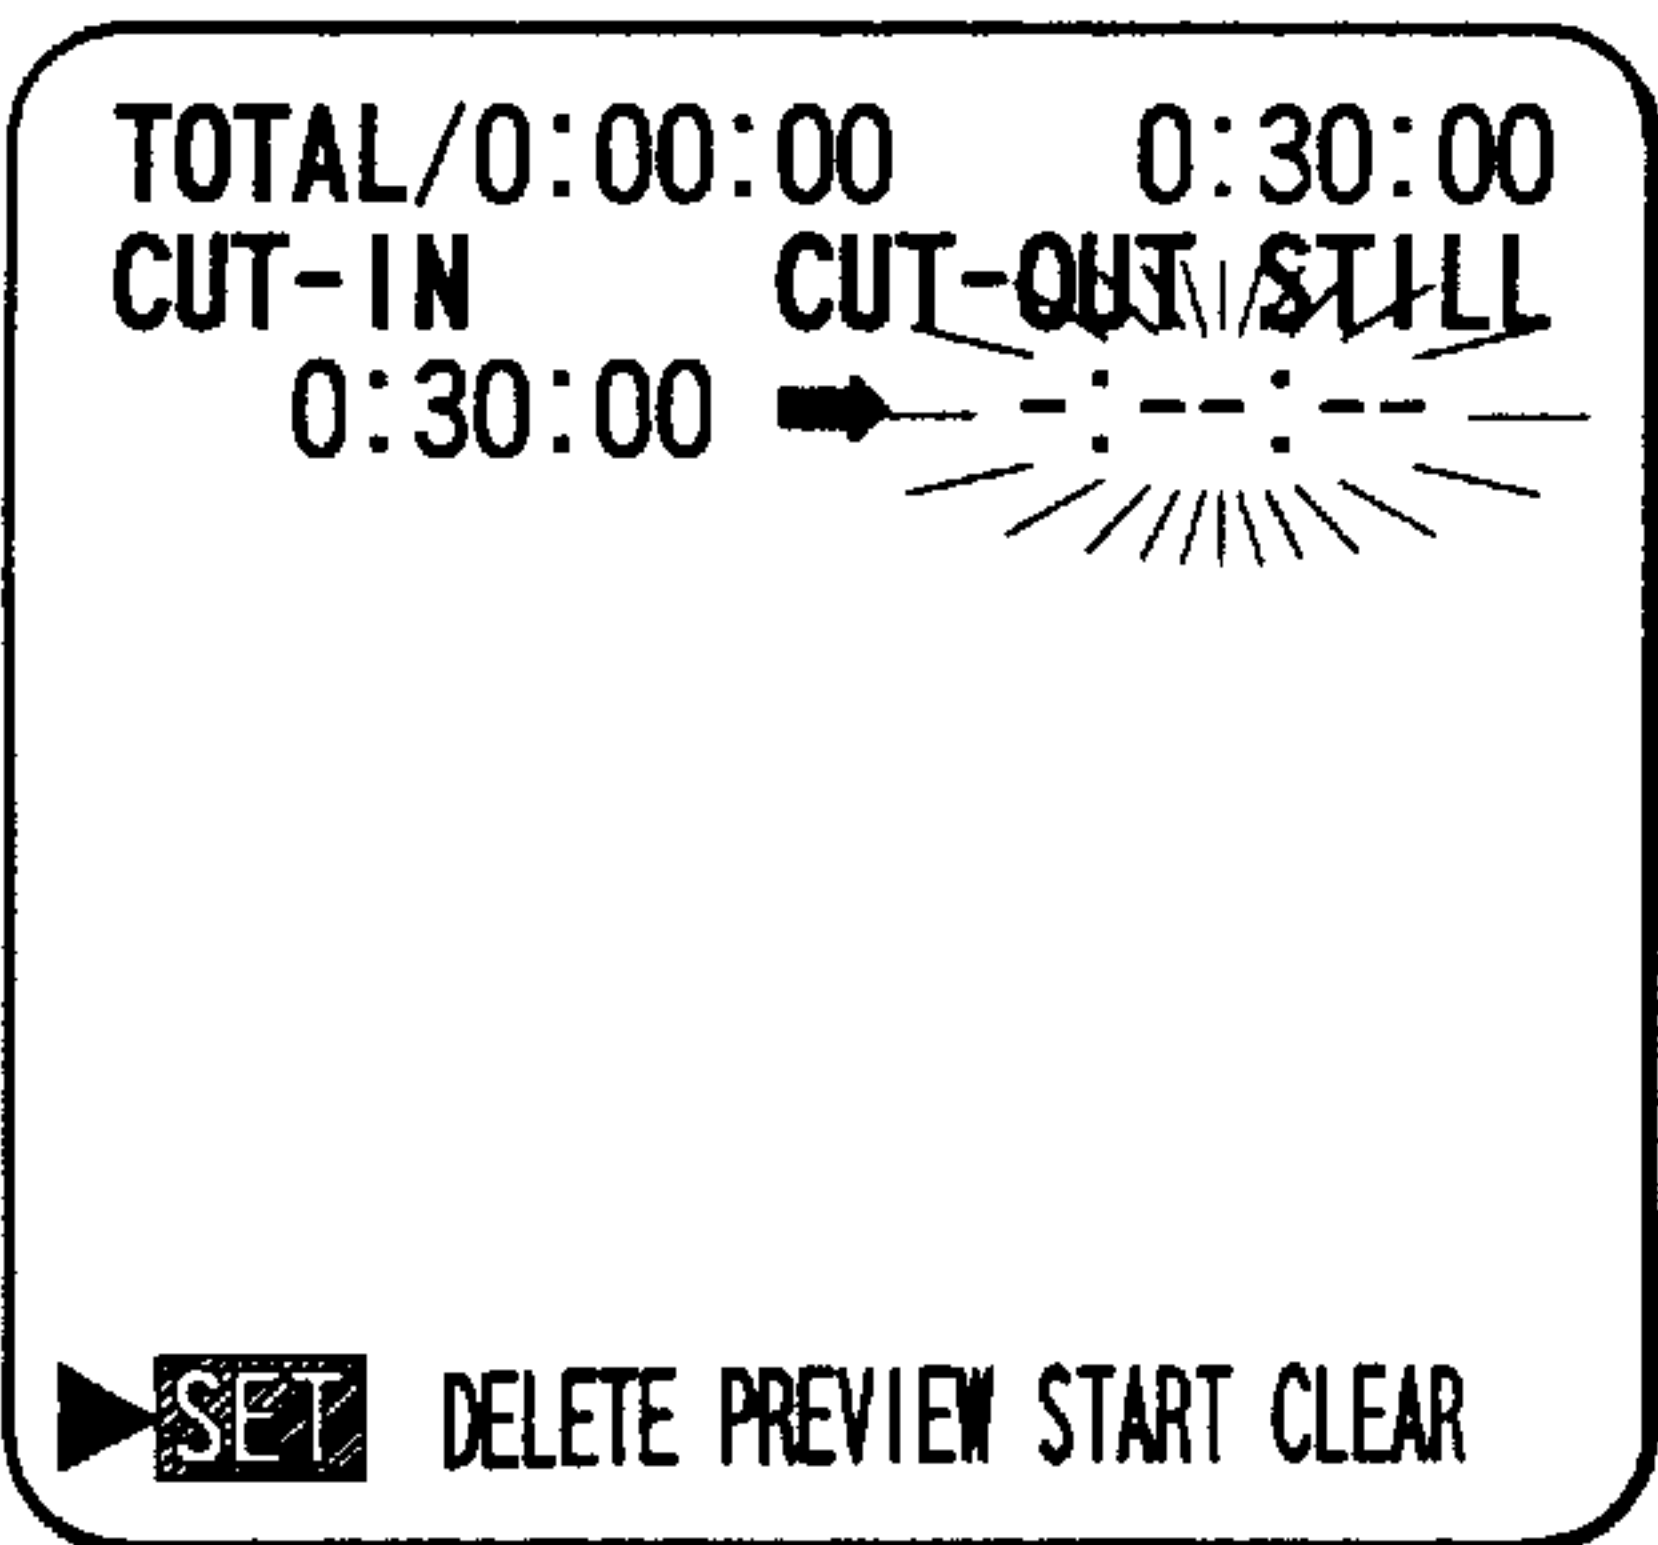 TOTAL/0:00:00 0:30:00
CUT-IN CUT-OUT STILL
0:30:00 -:--:--
SET DELETE PREVIEW START CLEAR